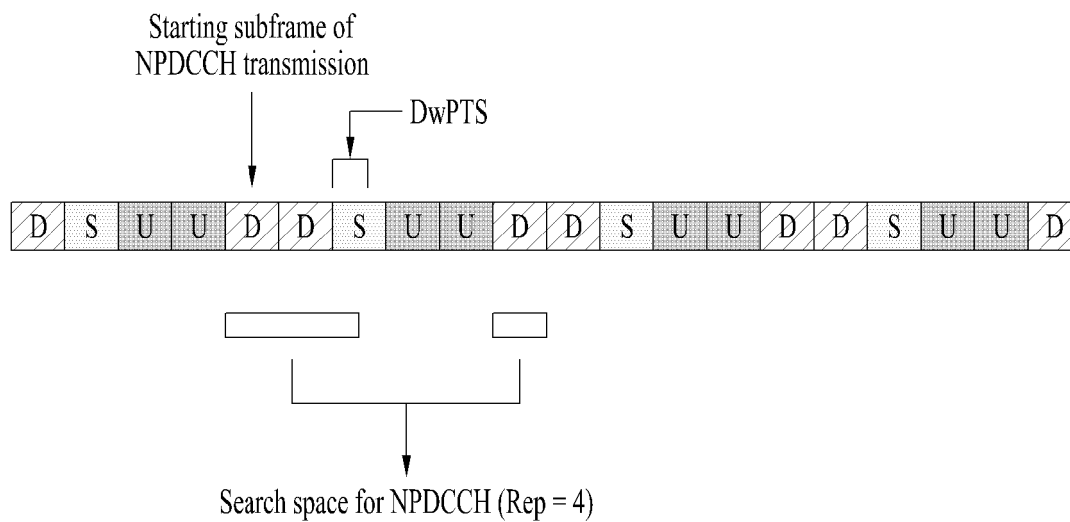 Starting subframe of
NPDCCH transmission
DwPTS
D S U U D D S U U D D S U U D D S U U D
Search space for NPDCCH (Rep = 4)